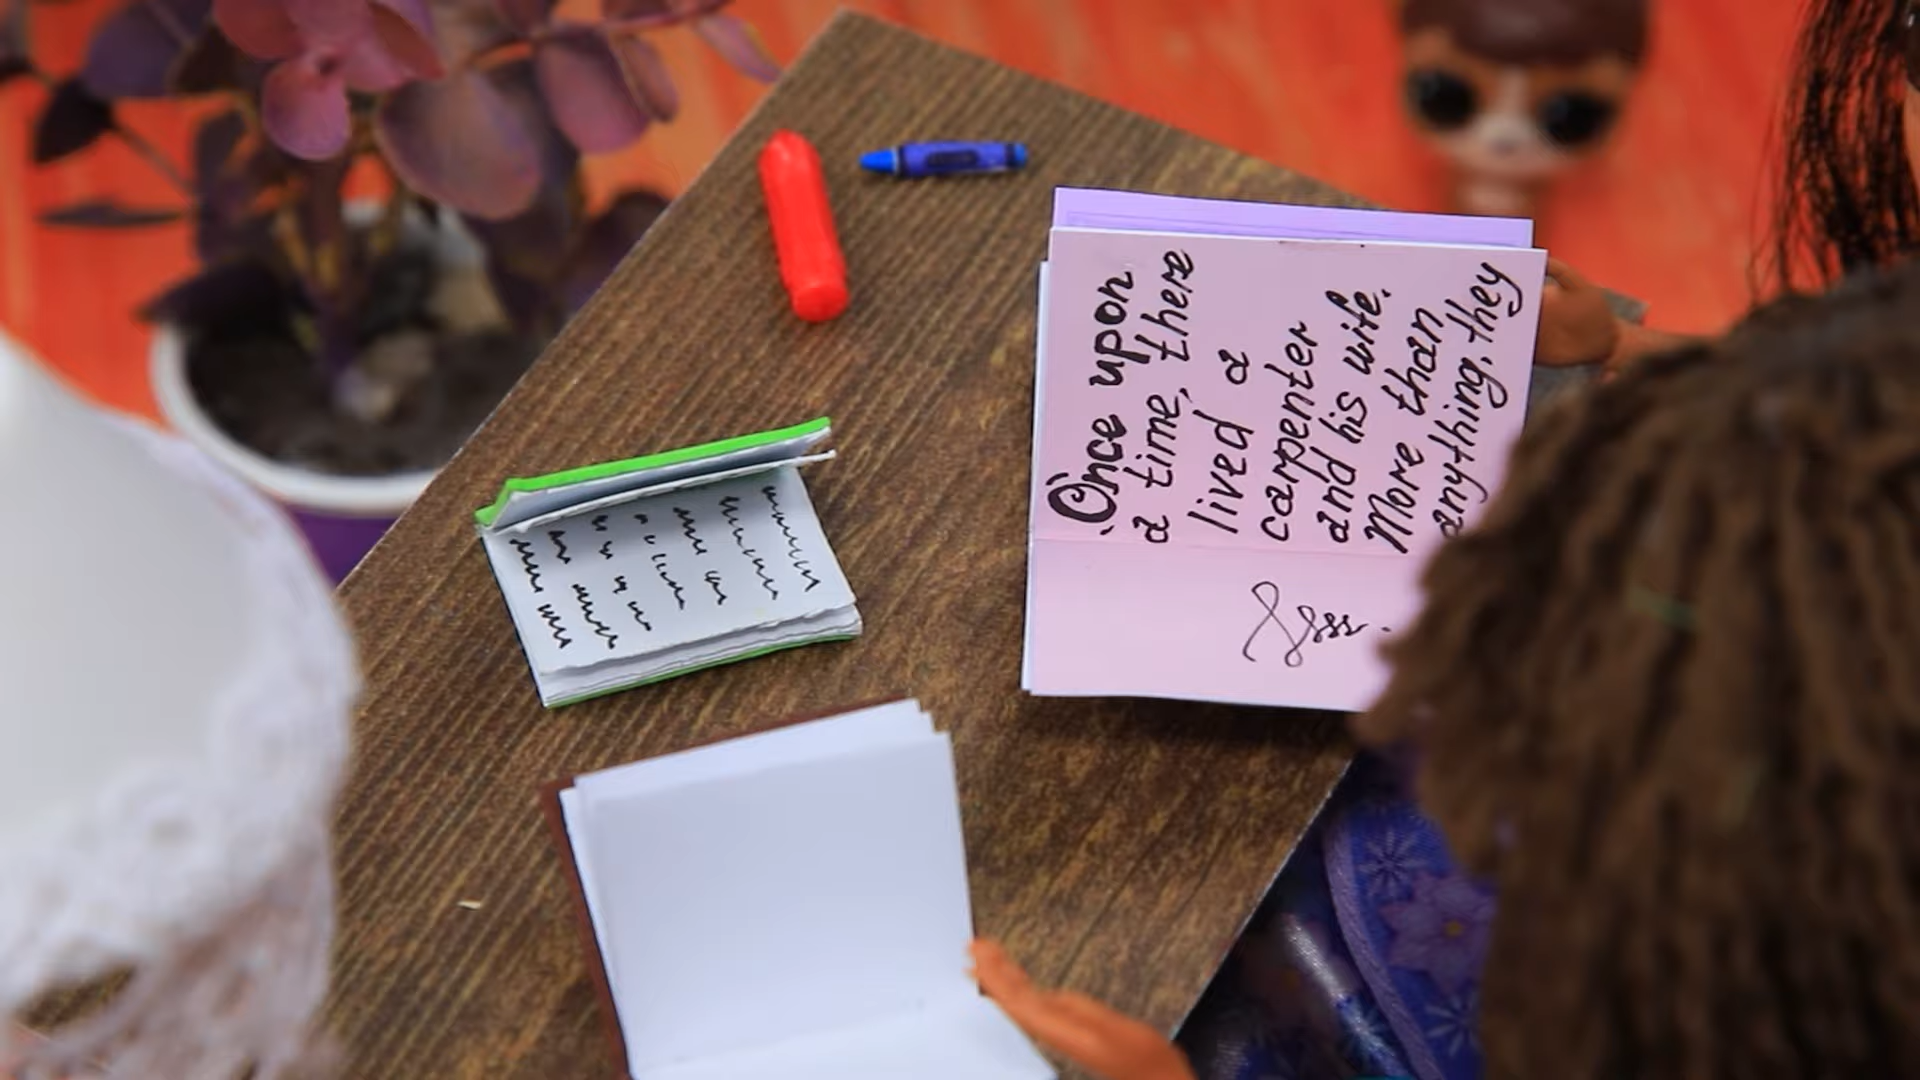 Once upon
a time, there
lived a
carpenter
and his wife.
More than
anything, they